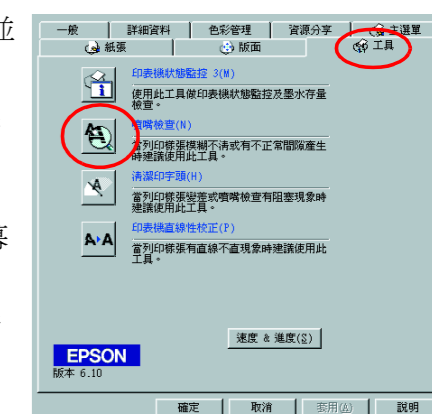 並
一般 詳細資料 色彩管理 資源分享 主選單
紙張 版面 工具
印表機狀態監控 3(M)
使用此工具做印表機狀態監控及墨水存量
檢查。
噴嘴檢查(N)
當列印樣張模糊不清或有不正常間隙產生
時建議使用此工具。
清潔印字頭(H)
當列印樣張變差或噴嘴檢查有阻塞現象時
建議使用此工具。
幕
印表機直線性校正(P)
當列印樣張有直線不直現象時建議使用此
工具。
速度 & 進度(S)
EPSON
版本 6.10
確定 取消 套用(A) 說明